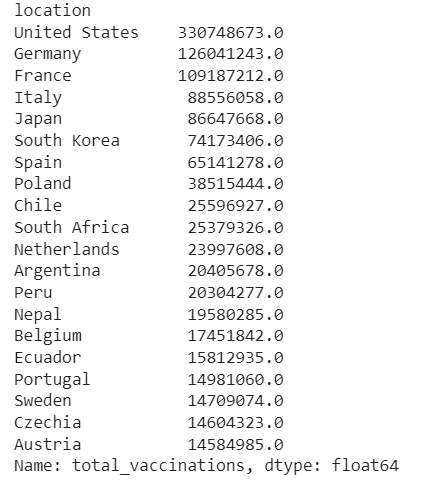 location
United States    330748673.0
Germany          126041243.0
France           109187212.0
Italy             88556058.0
Japan             86647668.0
South Korea       74173406.0
Spain             65141278.0
Poland            38515444.0
Chile             25596927.0
South Africa      25379326.0
Netherlands       23997608.0
Argentina         20405678.0
Peru              20304277.0
Nepal             19580285.0
Belgium           17451842.0
Ecuador           15812935.0
Portugal          14981060.0
Sweden            14709074.0
Czechia           14604323.0
Austria           14584985.0
Name: total_vaccinations, dtype: float64